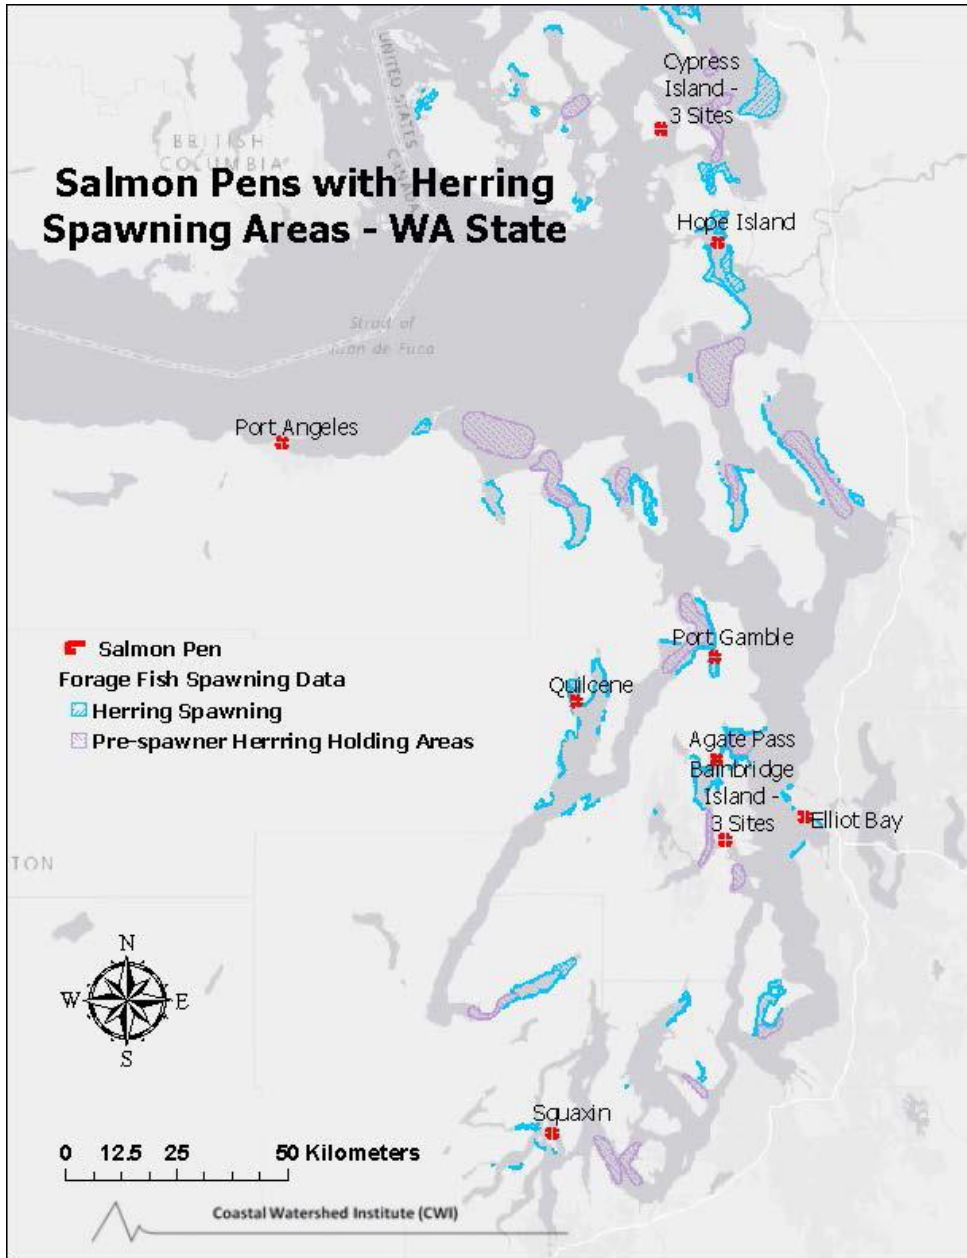 UNITED STATES
CANADA
Cypress
Island -
3 Sites
BRITISH
COLUMBIA
Salmon Pens with Herring
Spawning Areas - WA State
Hope Island
Strait of
Juan de Fuca
Port Angeles
Salmon Pen
Forage Fish Spawning Data
Herring Spawning
Pre-spawner Herrring Holding Areas
Port Gamble
Quilcene
Agate Pass
Bainbridge
Island -
3 Sites
Elliot Bay
TON
N
W
E
S
Squaxin
0 12.5 25 50 Kilometers
Coastal Watershed Institute (CWI)